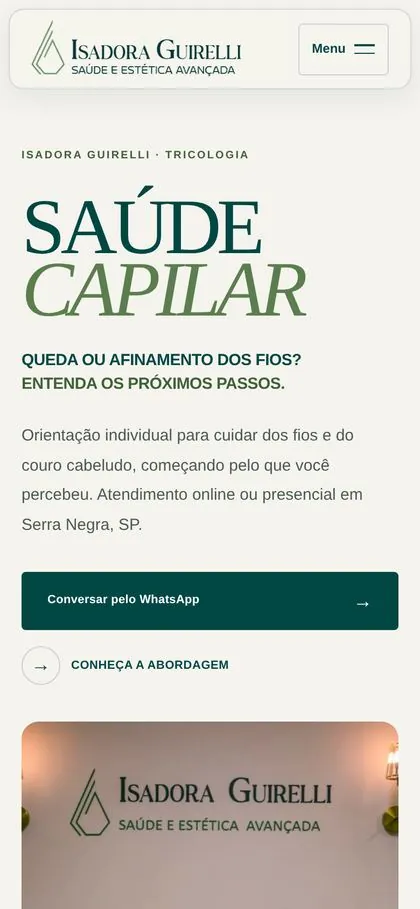 ISADORA GUIRELLI
SAÚDE E ESTÉTICA AVANÇADA
Menu
ISADORA GUIRELLI · TRICOLOGIA
SAÚDE
CAPILAR
QUEDA OU AFINAMENTO DOS FIOS?
ENTENDA OS PRÓXIMOS PASSOS.
Orientação individual para cuidar dos fios e do
couro cabeludo, começando pelo que você
percebeu. Atendimento online ou presencial em
Serra Negra, SP.
Conversar pelo WhatsApp →
→ CONHEÇA A ABORDAGEM
ISADORA GUIRELLI
SAÚDE E ESTÉTICA AVANÇADA